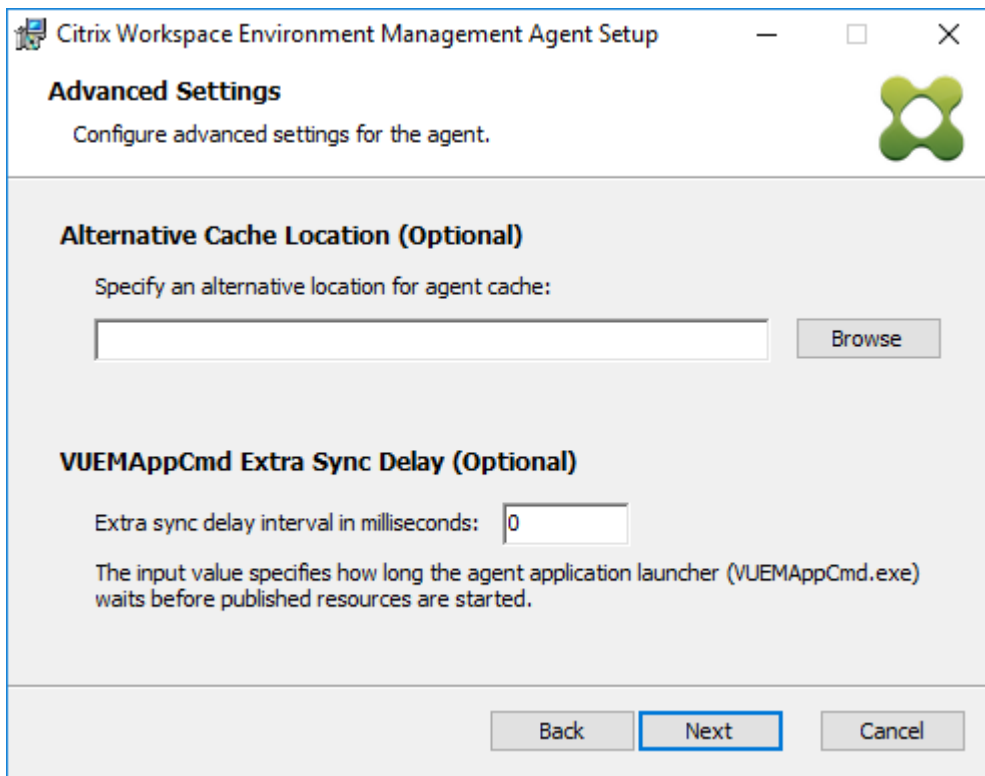 Citrix Workspace Environment Management Agent Setup
Advanced Settings
Configure advanced settings for the agent.
Alternative Cache Location (Optional)
Specify an alternative location for agent cache:
Browse
VUEMAppCmd Extra Sync Delay (Optional)
Extra sync delay interval in milliseconds: 0
The input value specifies how long the agent application launcher (VUEMAppCmd.exe)
waits before published resources are started.
Back Next Cancel